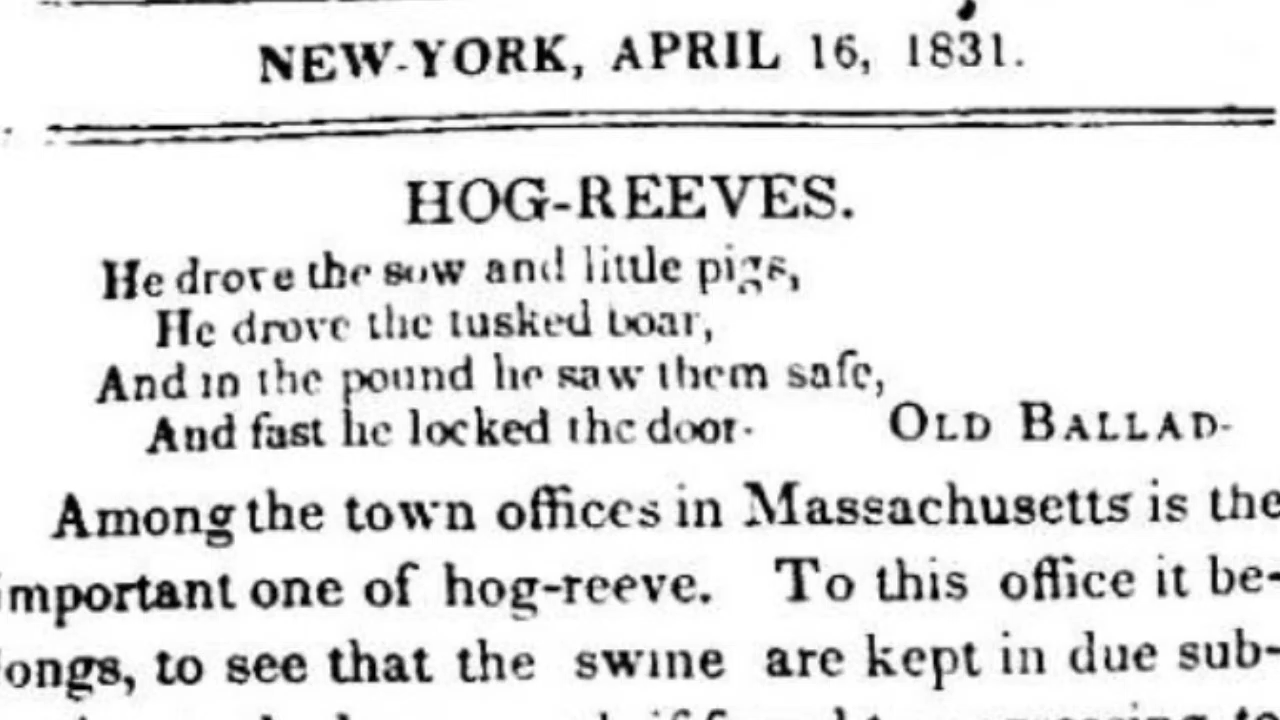 NEW-YORK, APRIL 16, 1831.
HOG-REEVES.
He drove the sow and little pigs,
He drove the tusked boar,
And in the pound he saw them safe,
And fast he locked the door. OLD BALLAD.
Among the town offices in Massachusetts is the
important one of hog-reeve. To this office it be-
longs, to see that the swine are kept in due sub-
if found to